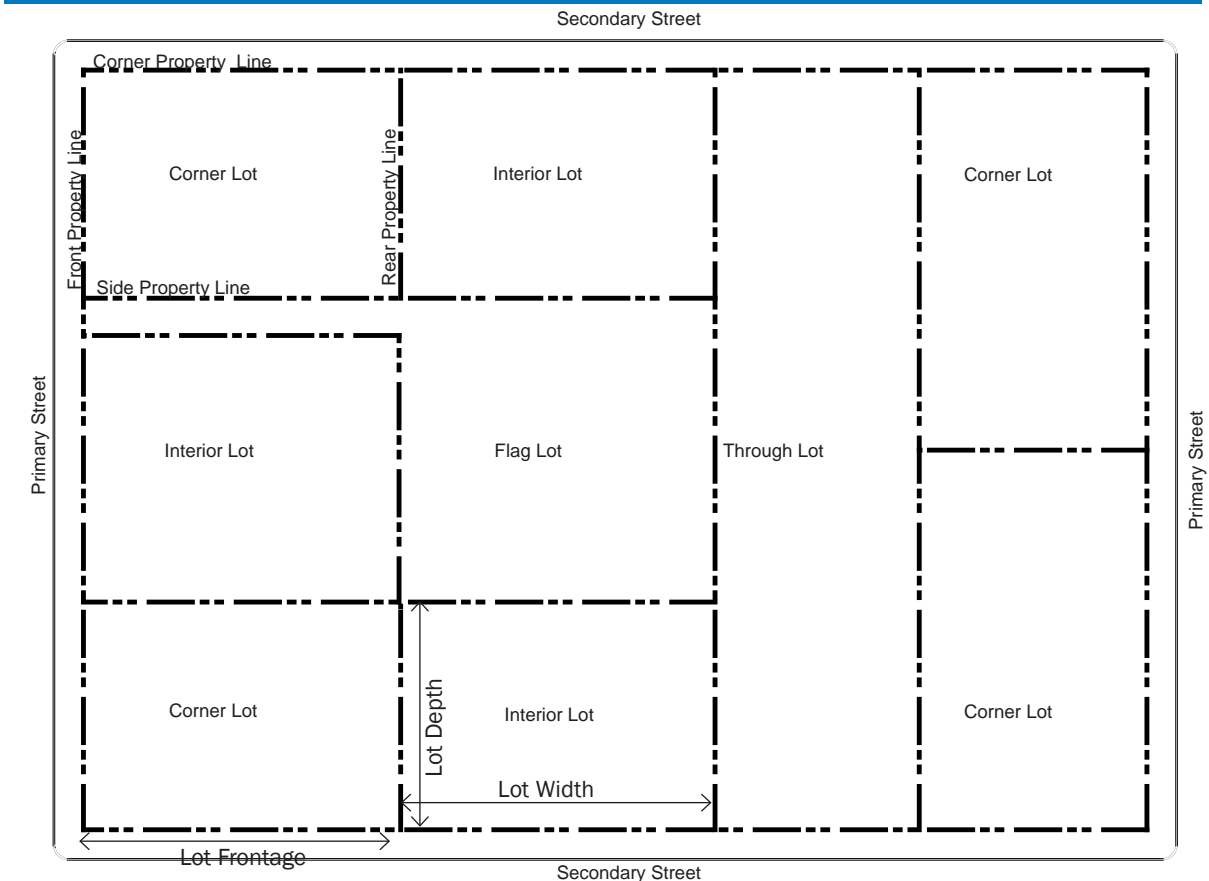 Secondary Street
Corner Property Line
Front Property Line
Corner Lot
Rear Property Line
Interior Lot
Corner Lot
Side Property Line
Primary Street
Interior Lot
Flag Lot
Through Lot
Primary Street
Corner Lot
Lot Depth
Interior Lot
Corner Lot
Lot Width
Lot Frontage
Secondary Street